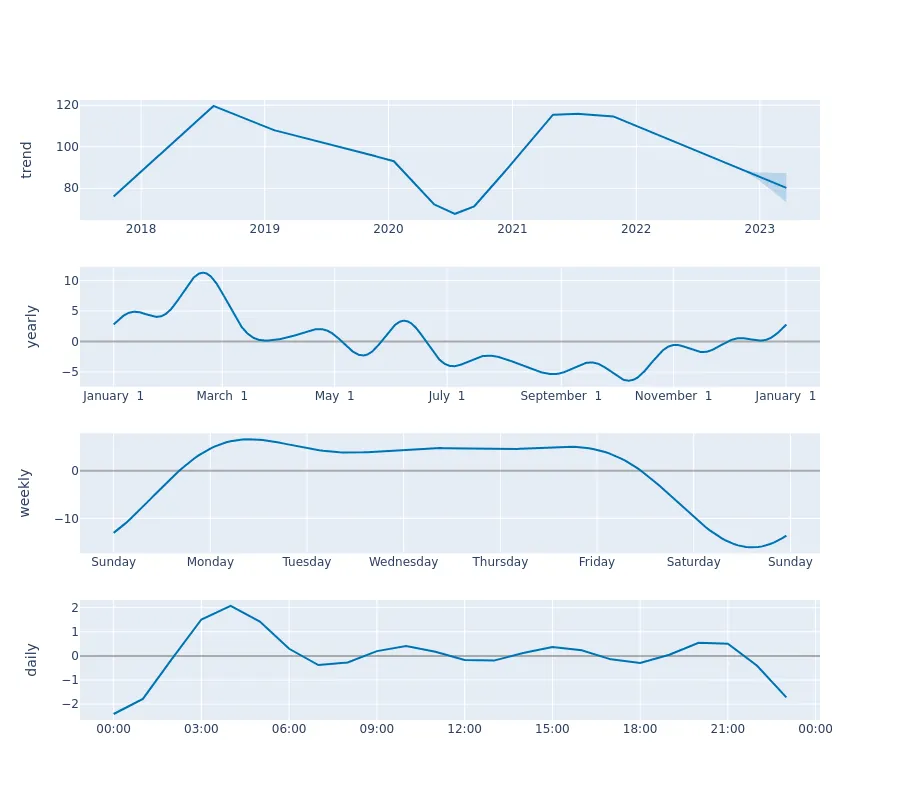 trend
120
100
80
2018 2019 2020 2021 2022 2023
yearly
10
5
0
−5
January 1 March 1 May 1 July 1 September 1 November 1 January 1
weekly
0
−10
Sunday Monday Tuesday Wednesday Thursday Friday Saturday Sunday
daily
2
1
0
−1
−2
00:00 03:00 06:00 09:00 12:00 15:00 18:00 21:00 00:00